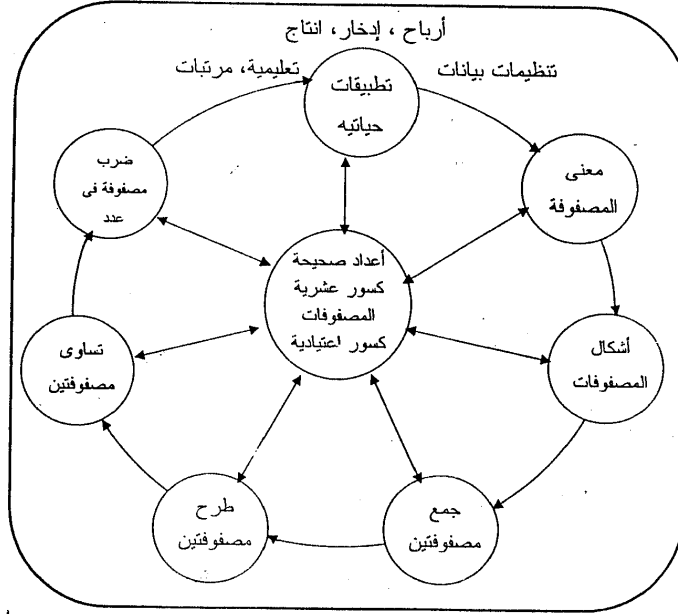 أرباح ، إدخار، انتاج
تعليمية، مرتبات
تنظيمات بيانات
تطبيقات
حياتيه
معنى
المصفوفة
أشكال
المصفوفات
جمع
مصفوفتين
طرح
مصفوفتين
تساوى
مصفوفتين
ضرب
مصفوفة فى
عدد
أعداد صحيحة
كسور عشرية
المصفوفات
كسور اعتيادية